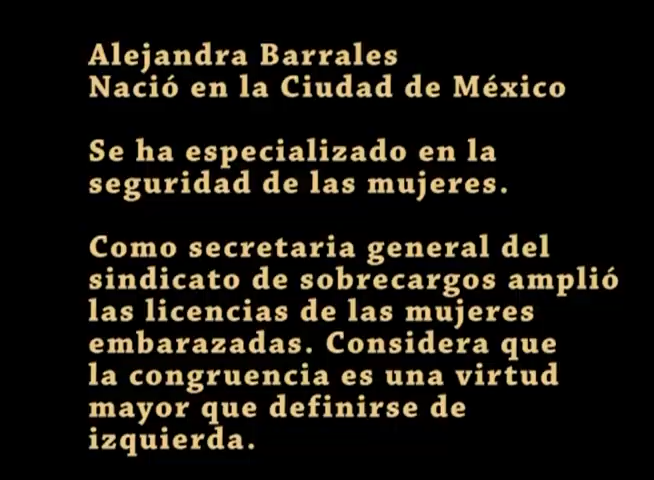 Alejandra Barrales
Nació en la Ciudad de México
Se ha especializado en la
seguridad de las mujeres.
Como secretaria general del
sindicato de sobrecargos amplió
las licencias de las mujeres
embarazadas. Considera que
la congruencia es una virtud
mayor que definirse de
izquierda.